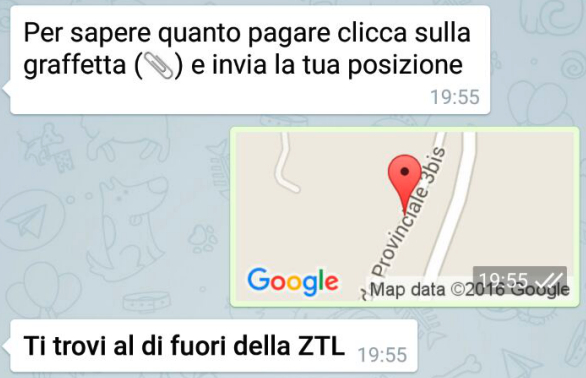 Per sapere quanto pagare clicca sulla
graffetta (📎) e invia la tua posizione
19:55
Provinciale 3bis
Google
Map data ©2016 Google
19:55
Ti trovi al di fuori della ZTL
19:55